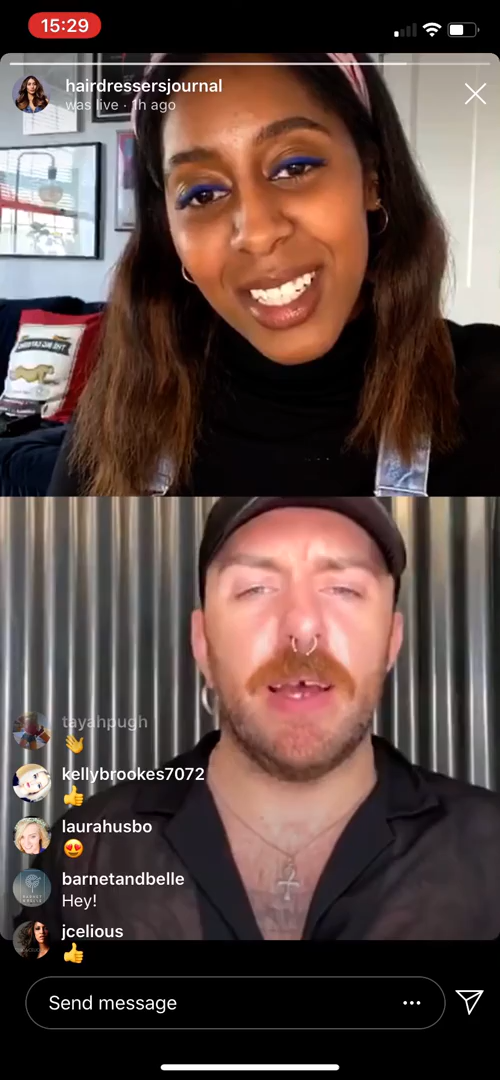 15:29
hairdressersjournal
was live · 1h ago
tayahpugh
👋
kellybrookes7072
👍
laurahusbo
😍
barnetandbelle
Hey!
jcelious
👍
Send message